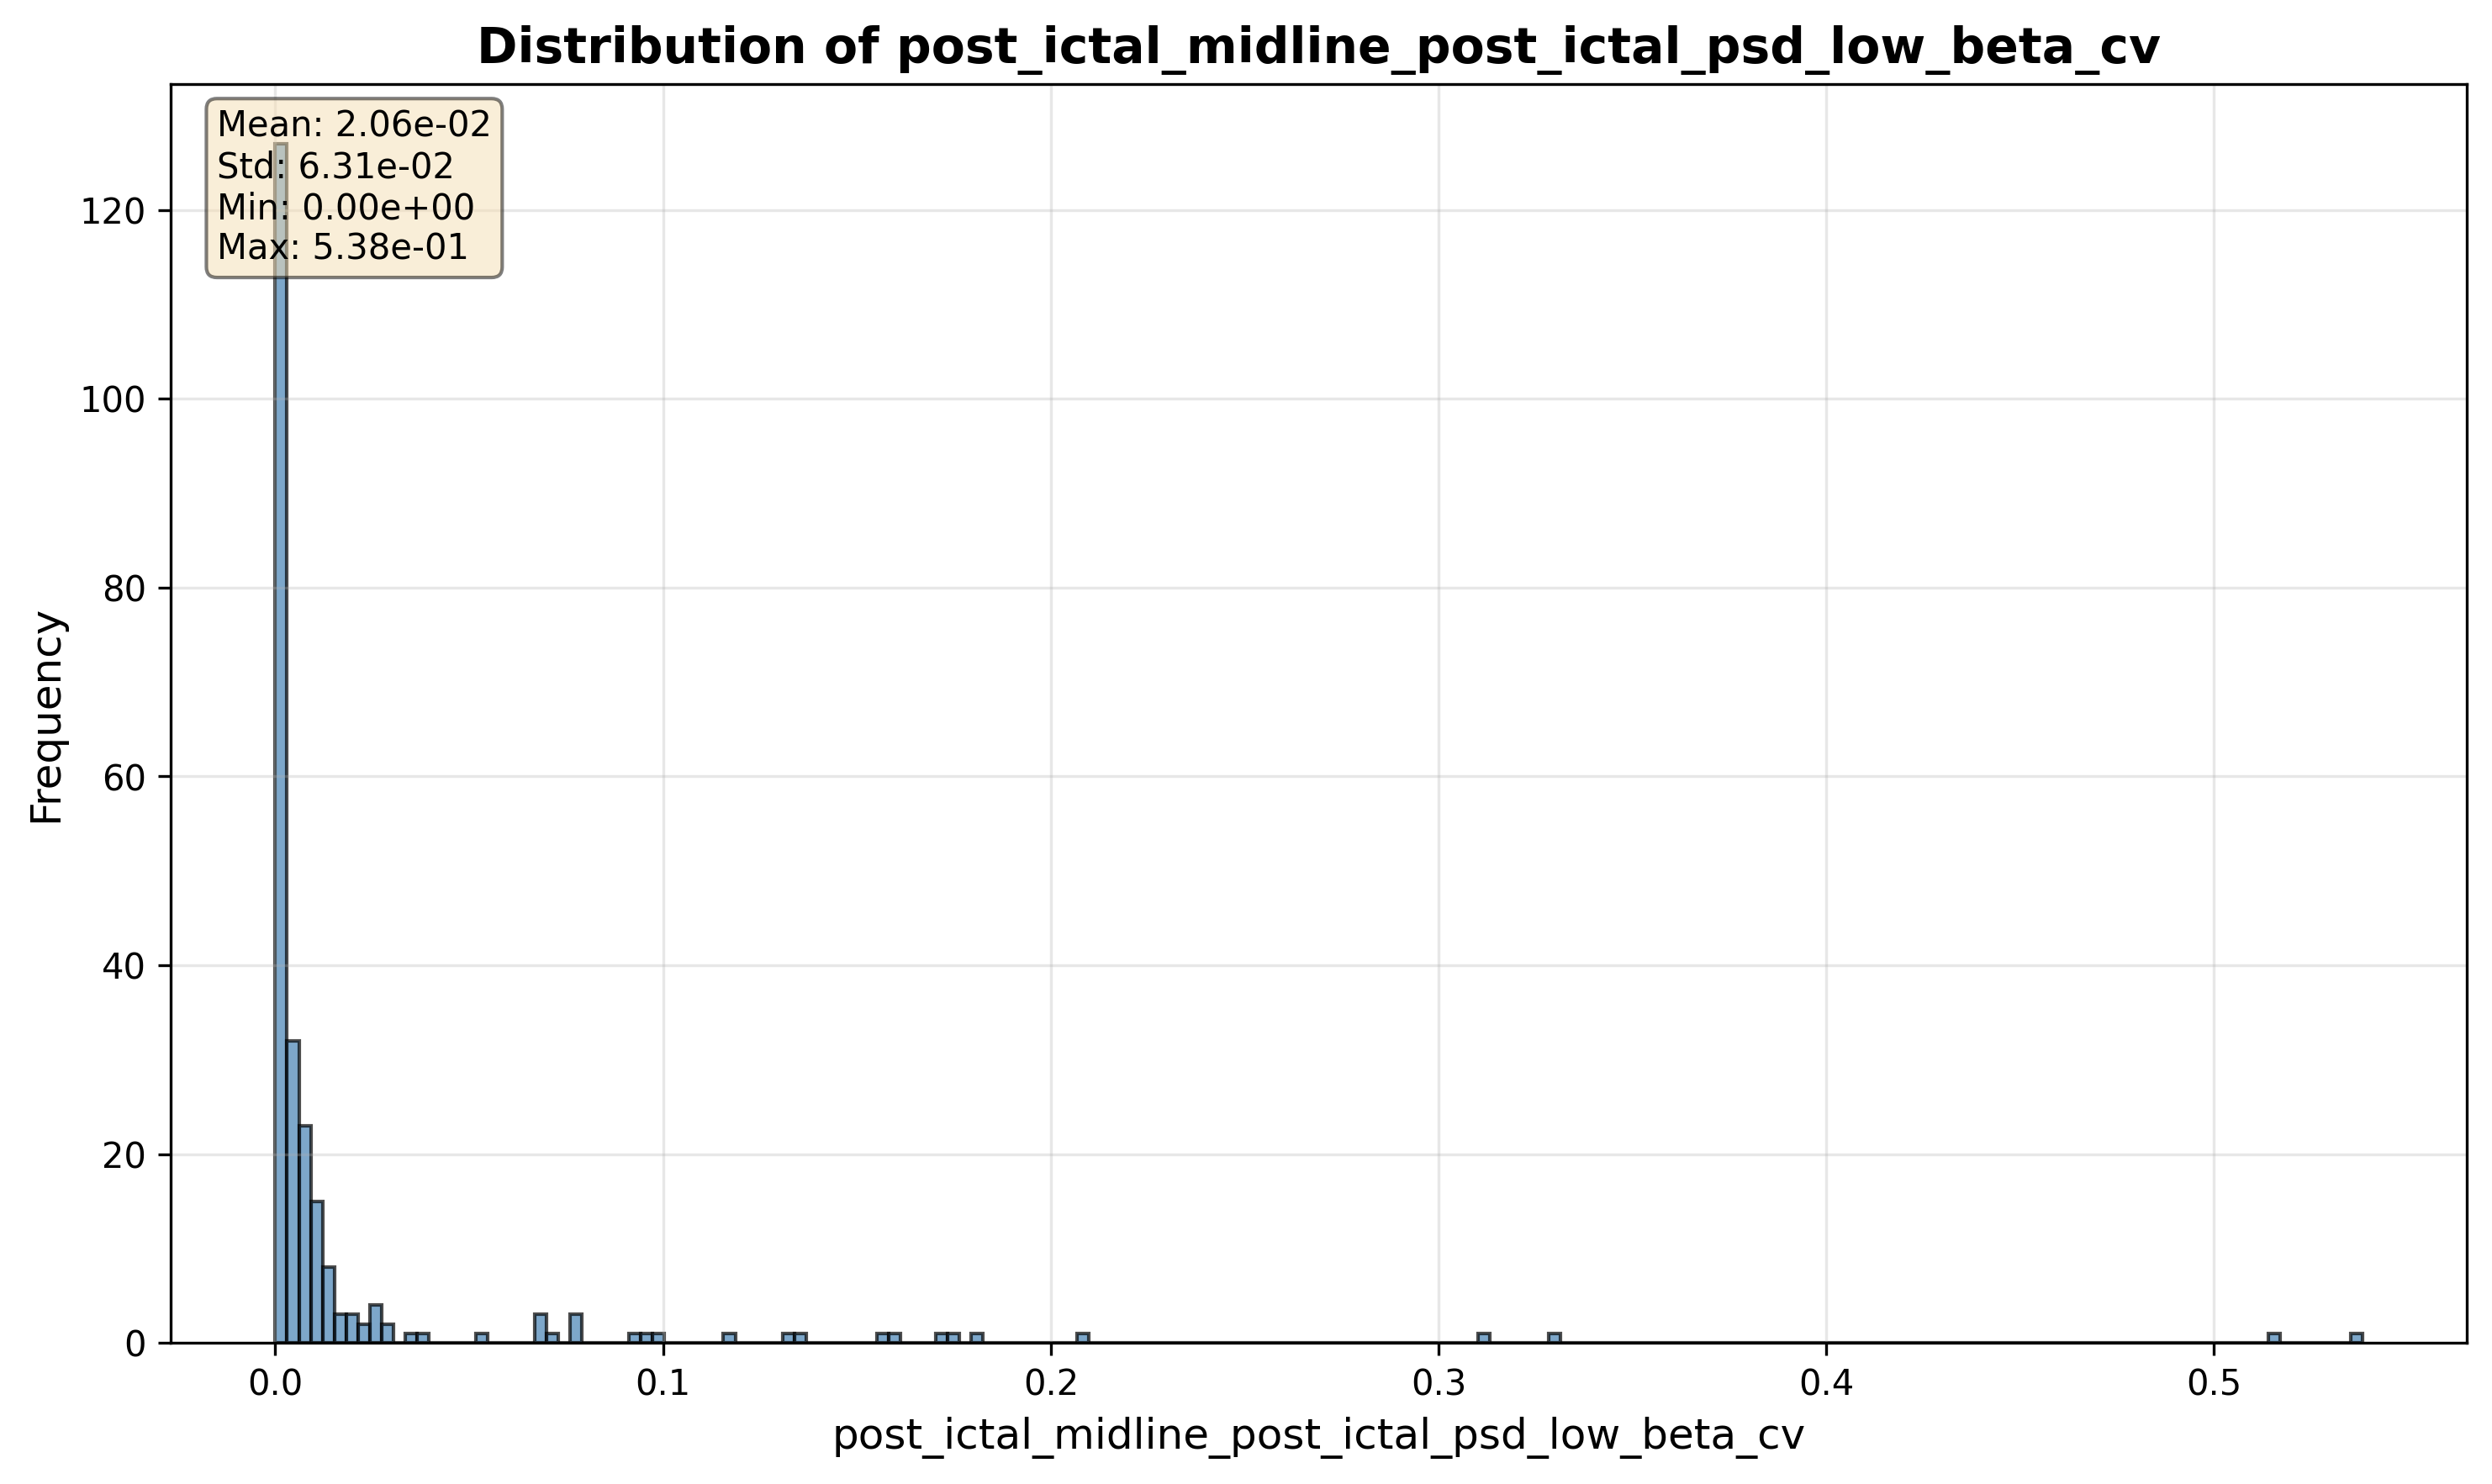 Distribution of post_ictal_midline_post_ictal_psd_low_beta_cv
Mean: 2.06e-02
Std: 6.31e-02
Min: 0.00e+00
Max: 5.38e-01
Frequency
120
100
80
60
40
20
0
0.0 0.1 0.2 0.3 0.4 0.5
post_ictal_midline_post_ictal_psd_low_beta_cv